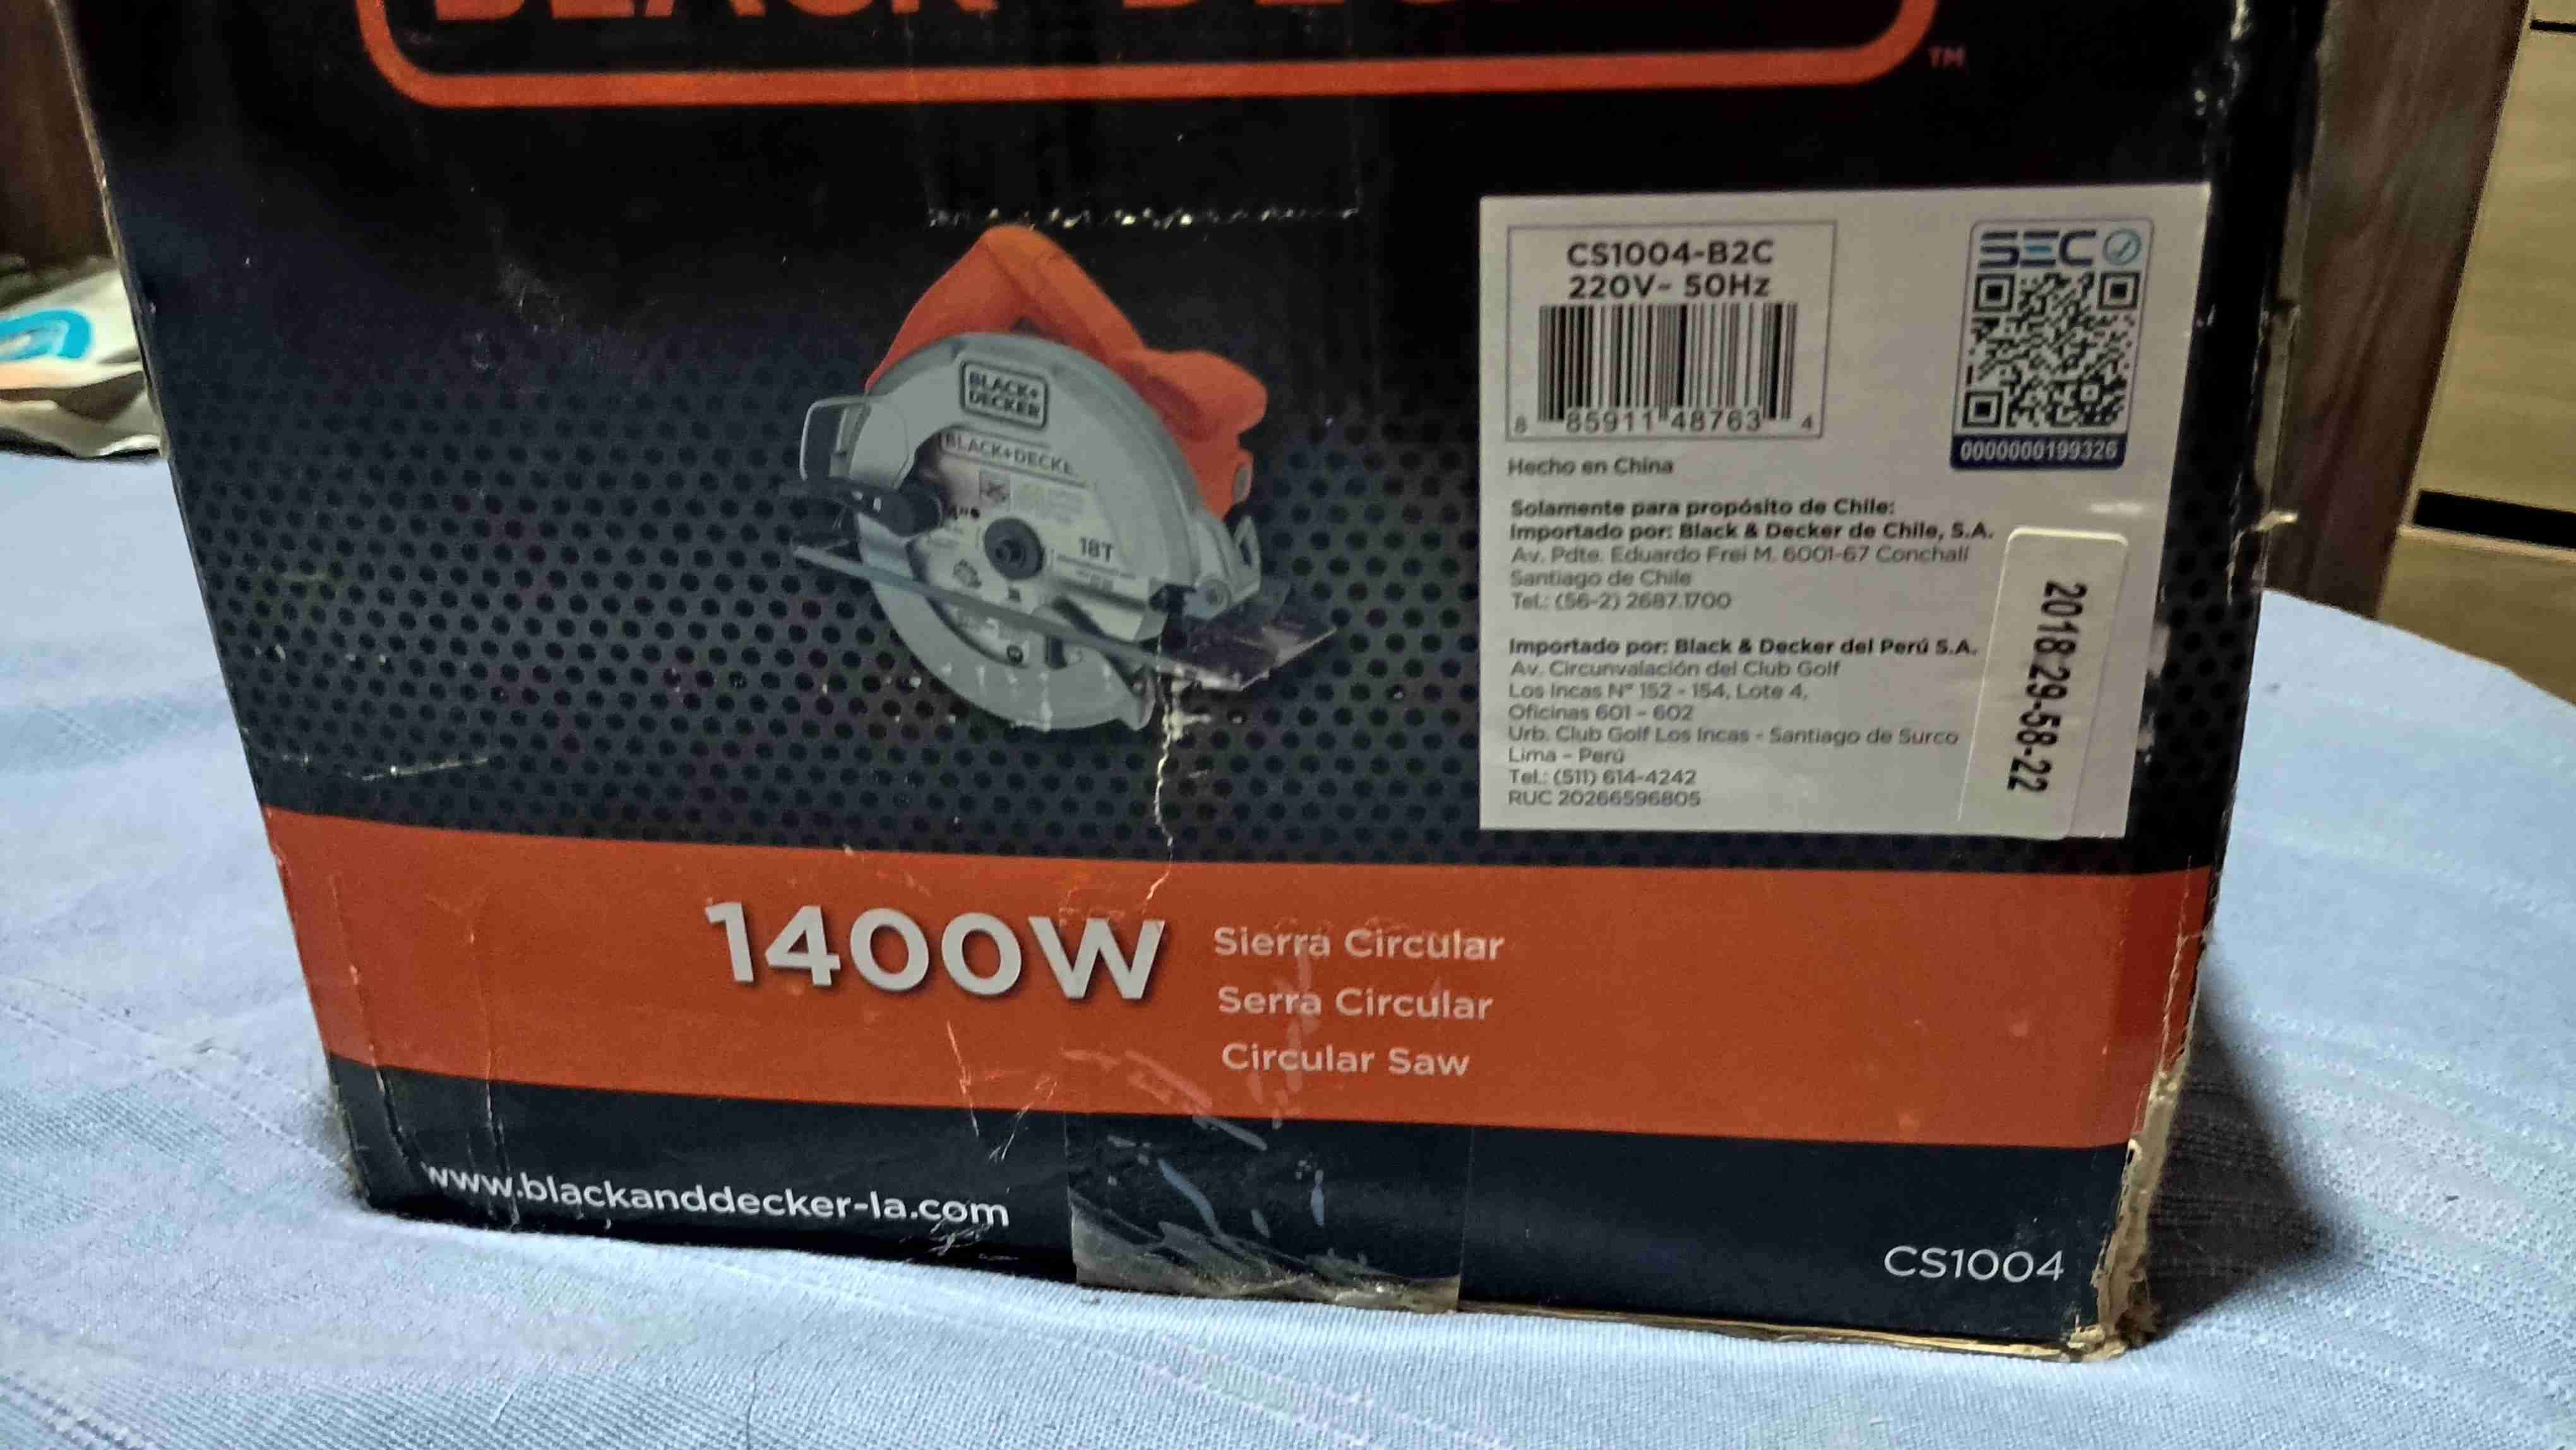 BLACK+DECKER
TM
BLACK+
DECKER
BLACK+DECKE
18T
CS1004-B2C
220V~ 50Hz
8 85911 48763 4
SEC
0000000199326
Hecho en China
Solamente para propósito de Chile:
Importado por: Black & Decker de Chile, S.A.
Av. Pdte. Eduardo Frei M. 6001-67 Conchalí
Santiago de Chile
Tel.: (56-2) 2687.1700
Importado por: Black & Decker del Perú S.A.
Av. Circunvalación del Club Golf
Los Incas N° 152 - 154, Lote 4,
Oficinas 601 - 602
Urb. Club Golf Los Incas - Santiago de Surco
Lima - Perú
Tel.: (511) 614-4242
RUC 20266596805
2018 29-58-22
1400W
Sierra Circular
Serra Circular
Circular Saw
www.blackanddecker-la.com
CS1004